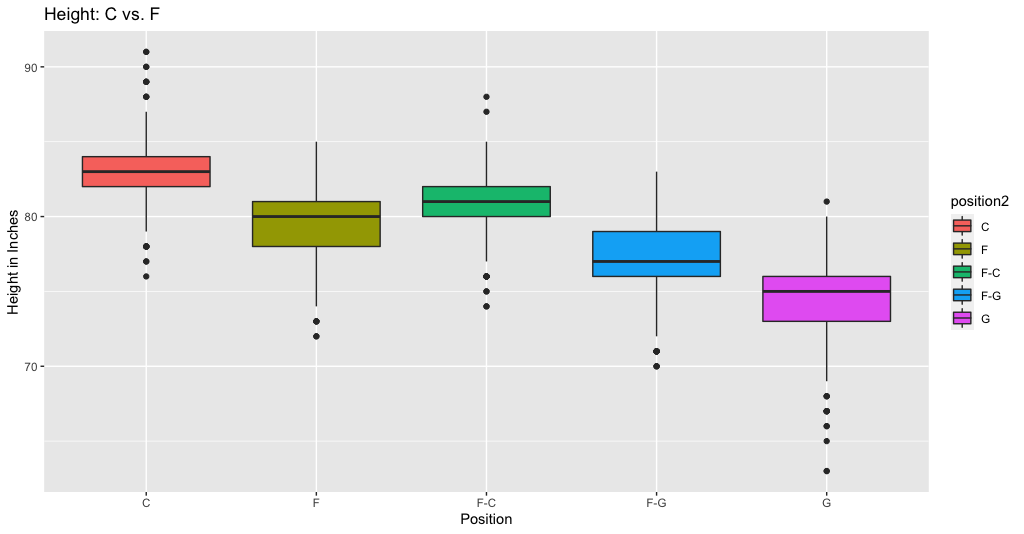 Height: C vs. F
Height in Inches
90
80
70
C
F
F-C
F-G
G
Position
position2
C
F
F-C
F-G
G